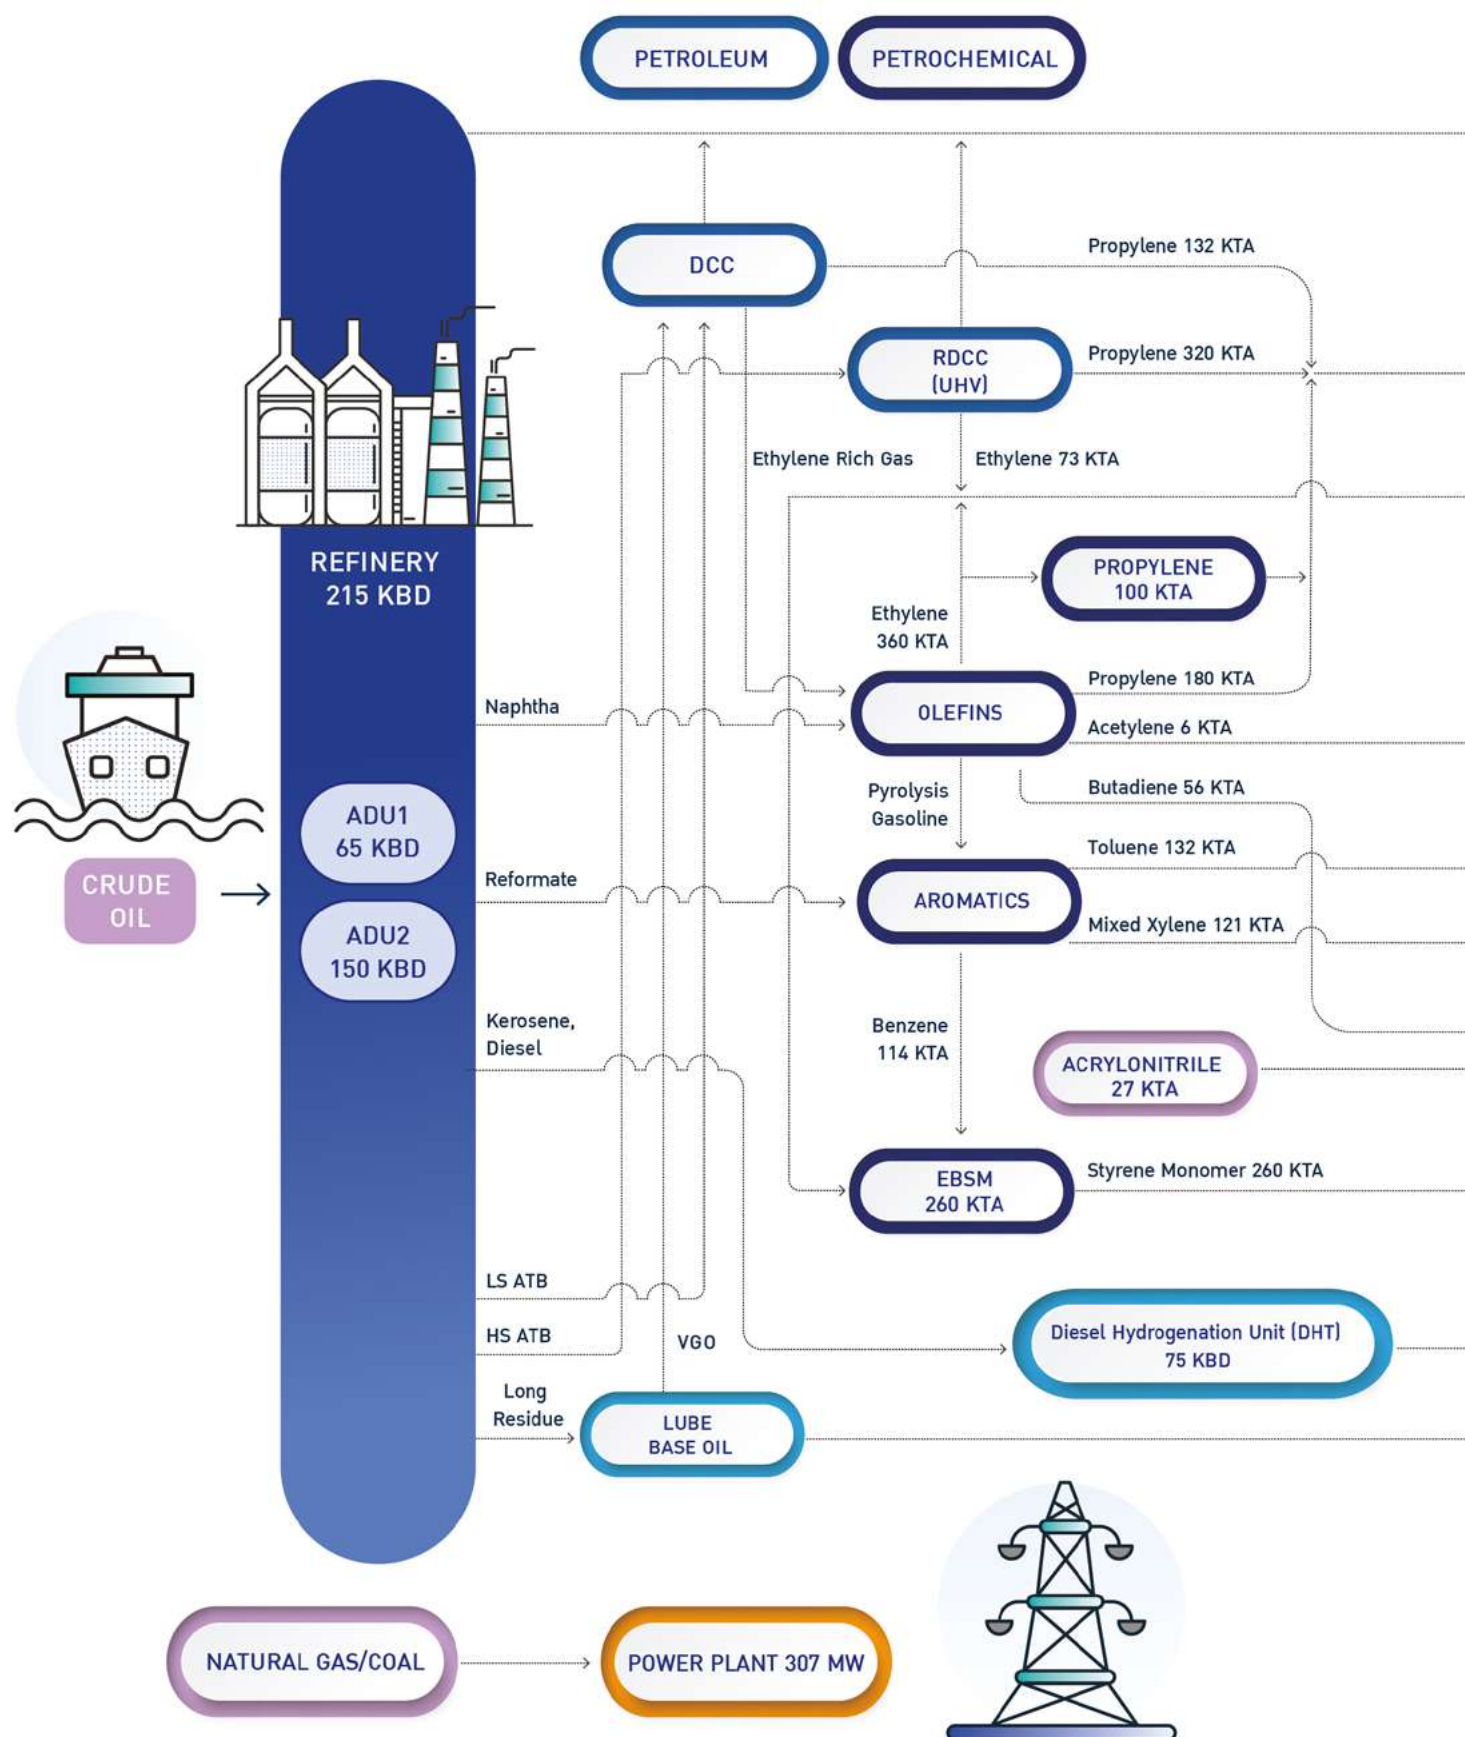 PETROLEUM
PETROCHEMICAL
DCC
Propylene 132 KTA
RDCC
(UHV)
Propylene 320 KTA
Ethylene Rich Gas
Ethylene 73 KTA
REFINERY
215 KBD
PROPYLENE
100 KTA
Ethylene
360 KTA
Propylene 180 KTA
Naphtha
OLEFINS
Acetylene 6 KTA
Butadiene 56 KTA
Pyrolysis
Gasoline
ADU1
65 KBD
Toluene 132 KTA
CRUDE
OIL
Reformate
AROMATICS
Mixed Xylene 121 KTA
ADU2
150 KBD
Kerosene,
Diesel
Benzene
114 KTA
ACRYLONITRILE
27 KTA
EBSM
260 KTA
Styrene Monomer 260 KTA
LS ATB
HS ATB
VGO
Diesel Hydrogenation Unit (DHT)
75 KBD
Long
Residue
LUBE
BASE OIL
NATURAL GAS/COAL
POWER PLANT 307 MW